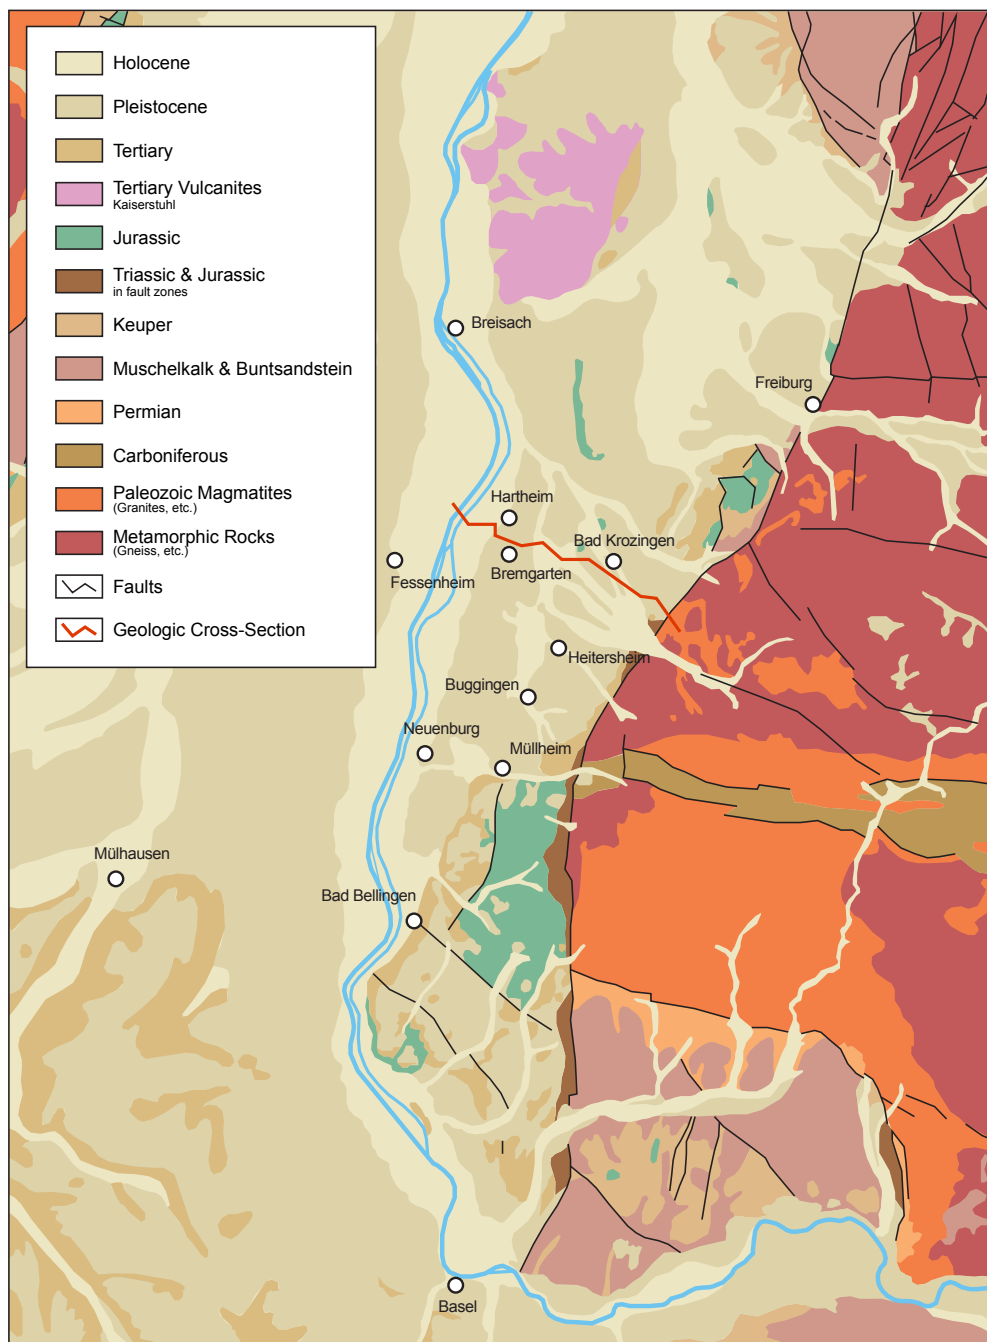 Holocene
Pleistocene
Tertiary
Tertiary Vulcanites
Kaiserstuhl
Jurassic
Triassic & Jurassic
in fault zones
Keuper
Muschelkalk & Buntsandstein
Permian
Carboniferous
Paleozoic Magmatites
(Granites, etc.)
Metamorphic Rocks
(Gneiss, etc.)
Faults
Geologic Cross-Section
Breisach
Freiburg
Hartheim
Bad Krozingen
Bremgarten
Fessenheim
Heitersheim
Buggingen
Neuenburg
Müllheim
Mülhausen
Bad Bellingen
Basel